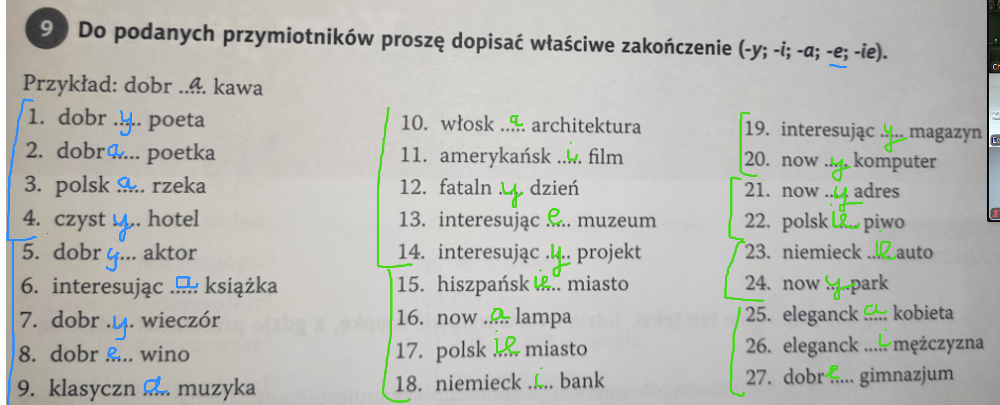 9 Do podanych przymiotników proszę dopisać właściwe zakończenie (-y; -i; -a; -e; -ie).
Przykład: dobr ..a.. kawa
1. dobr ..y.. poeta
2. dobr a..... poetka
3. polsk ..a.. rzeka
4. czyst ..y.. hotel
5. dobr ..y.. aktor
6. interesując ..a.. książka
7. dobr ..y.. wieczór
8. dobr ..e.. wino
9. klasyczn ..a.. muzyka
10. włosk ..a.. architektura
11. amerykańsk ..i.. film
12. fataln ..y.. dzień
13. interesując ..e.. muzeum
14. interesując ..y.. projekt
15. hiszpańsk ..ie.. miasto
16. now ..a.. lampa
17. polsk ..ie.. miasto
18. niemieck ..i.. bank
19. interesując ..y.. magazyn
20. now ..y.. komputer
21. now ..y.. adres
22. polsk ..ie.. piwo
23. niemieck ..ie.. auto
24. now ..y.. park
25. eleganck ..a.. kobieta
26. eleganck ..i.. mężczyzna
27. dobr e..... gimnazjum
Ch
Ev